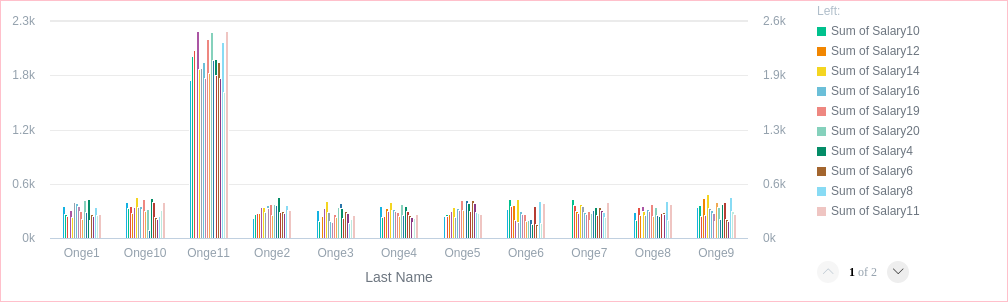 2.3k
1.8k
1.2k
0.6k
0k
2.6k
1.9k
1.3k
0.6k
0k
Onge1 Onge10 Onge11 Onge2 Onge3 Onge4 Onge5 Onge6 Onge7 Onge8 Onge9
Last Name
Left:
Sum of Salary10
Sum of Salary12
Sum of Salary14
Sum of Salary16
Sum of Salary19
Sum of Salary20
Sum of Salary4
Sum of Salary6
Sum of Salary8
Sum of Salary11
1 of 2